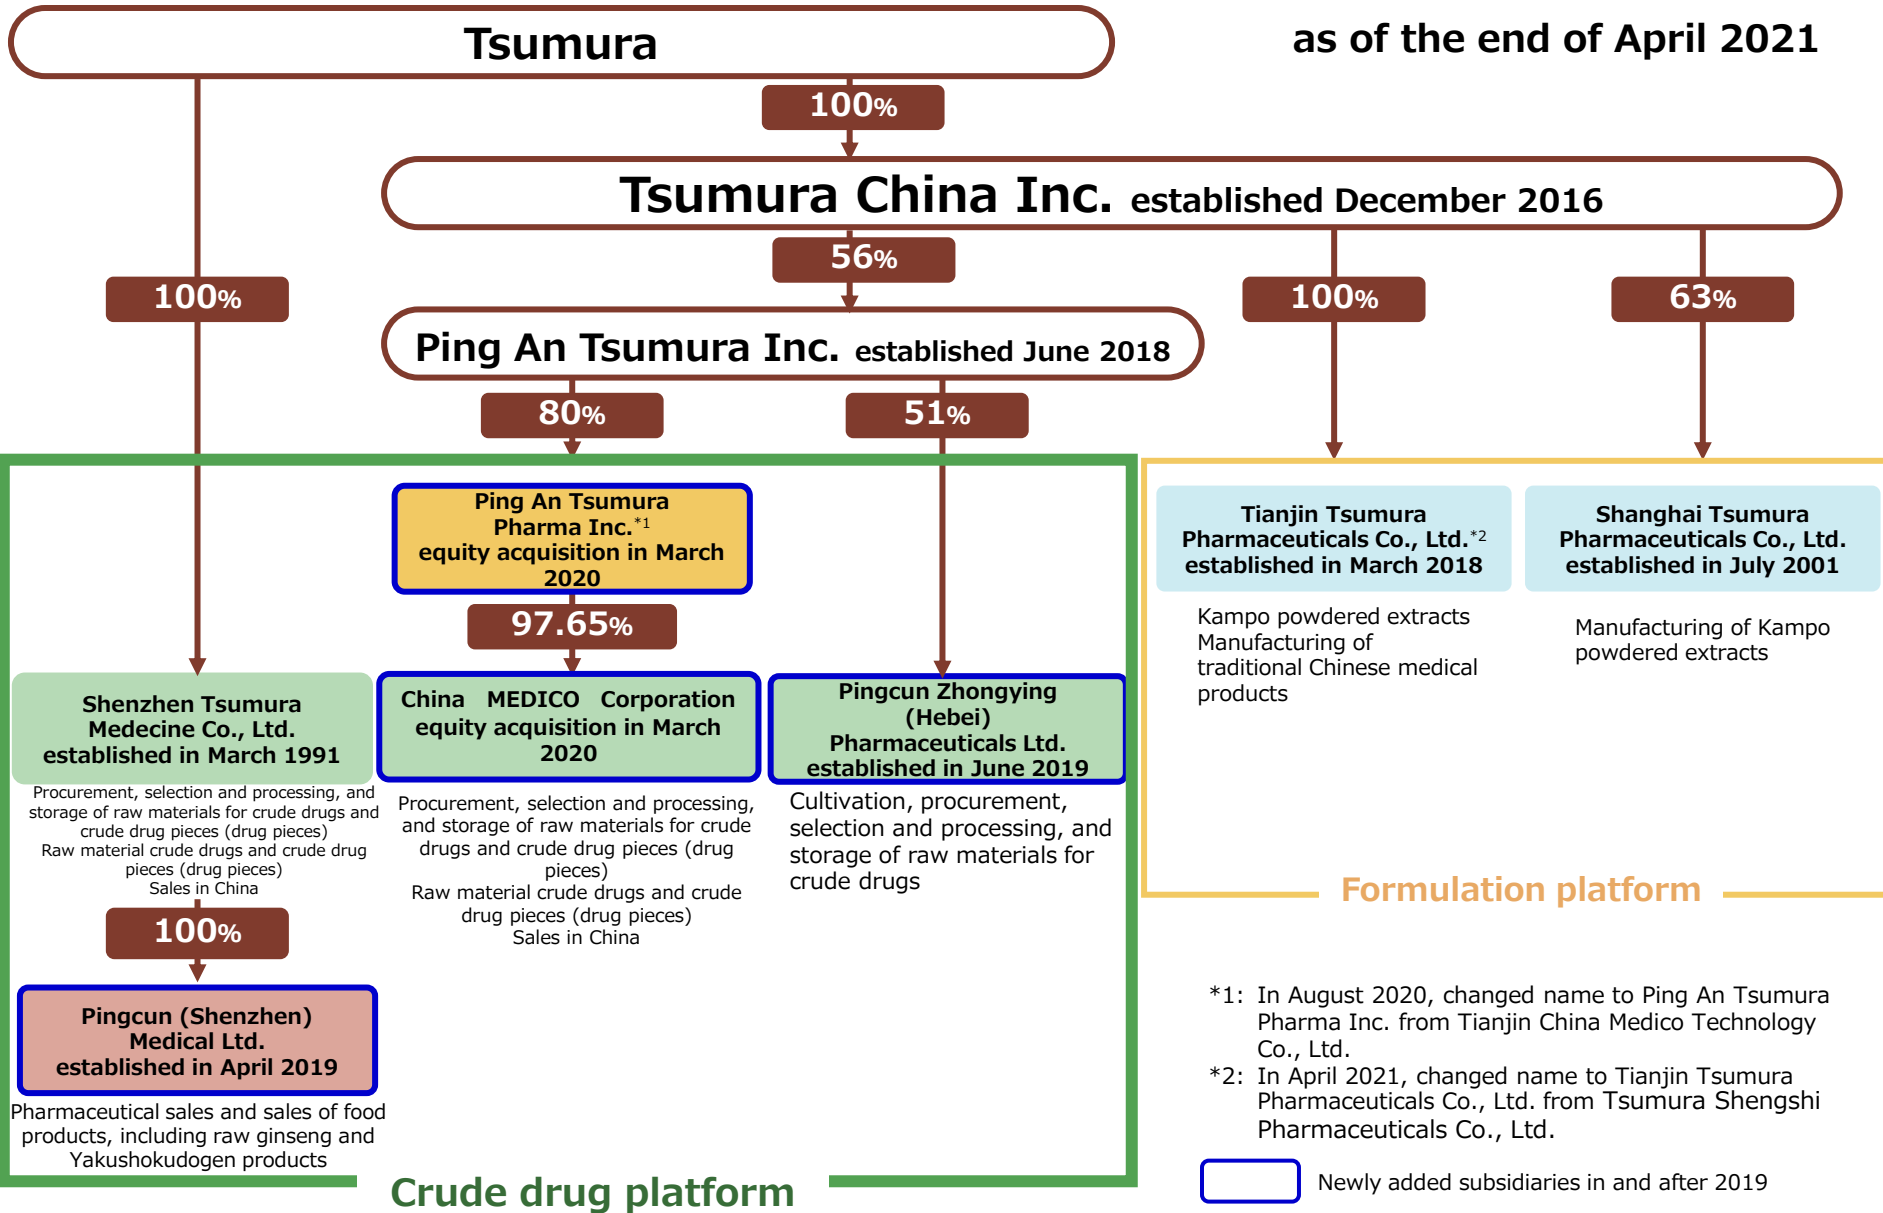 Tsumura
as of the end of April 2021
100%
Tsumura China Inc. established December 2016
56%
100%
100%
63%
Ping An Tsumura Inc. established June 2018
80%
51%
Ping An Tsumura
Pharma Inc.*1
equity acquisition in March
2020
97.65%
Tianjin Tsumura
Pharmaceuticals Co., Ltd.*2
established in March 2018
Shanghai Tsumura
Pharmaceuticals Co., Ltd.
established in July 2001
Kampo powdered extracts
Manufacturing of
traditional Chinese medical
products
Manufacturing of Kampo
powdered extracts
Shenzhen Tsumura
Medecine Co., Ltd.
established in March 1991
China MEDICO Corporation
equity acquisition in March
2020
Pingcun Zhongying
(Hebei)
Pharmaceuticals Ltd.
established in June 2019
Procurement, selection and processing, and
storage of raw materials for crude drugs and
crude drug pieces (drug pieces)
Raw material crude drugs and crude drug
pieces (drug pieces)
Sales in China
Procurement, selection and processing,
and storage of raw materials for crude
drugs and crude drug pieces (drug
pieces)
Raw material crude drugs and crude
drug pieces (drug pieces)
Sales in China
Cultivation, procurement,
selection and processing, and
storage of raw materials for
crude drugs
Formulation platform
100%
Pingcun (Shenzhen)
Medical Ltd.
established in April 2019
Pharmaceutical sales and sales of food
products, including raw ginseng and
Yakushokudogen products
Crude drug platform
*1: In August 2020, changed name to Ping An Tsumura
Pharma Inc. from Tianjin China Medico Technology
Co., Ltd.
*2: In April 2021, changed name to Tianjin Tsumura
Pharmaceuticals Co., Ltd. from Tsumura Shengshi
Pharmaceuticals Co., Ltd.
Newly added subsidiaries in and after 2019